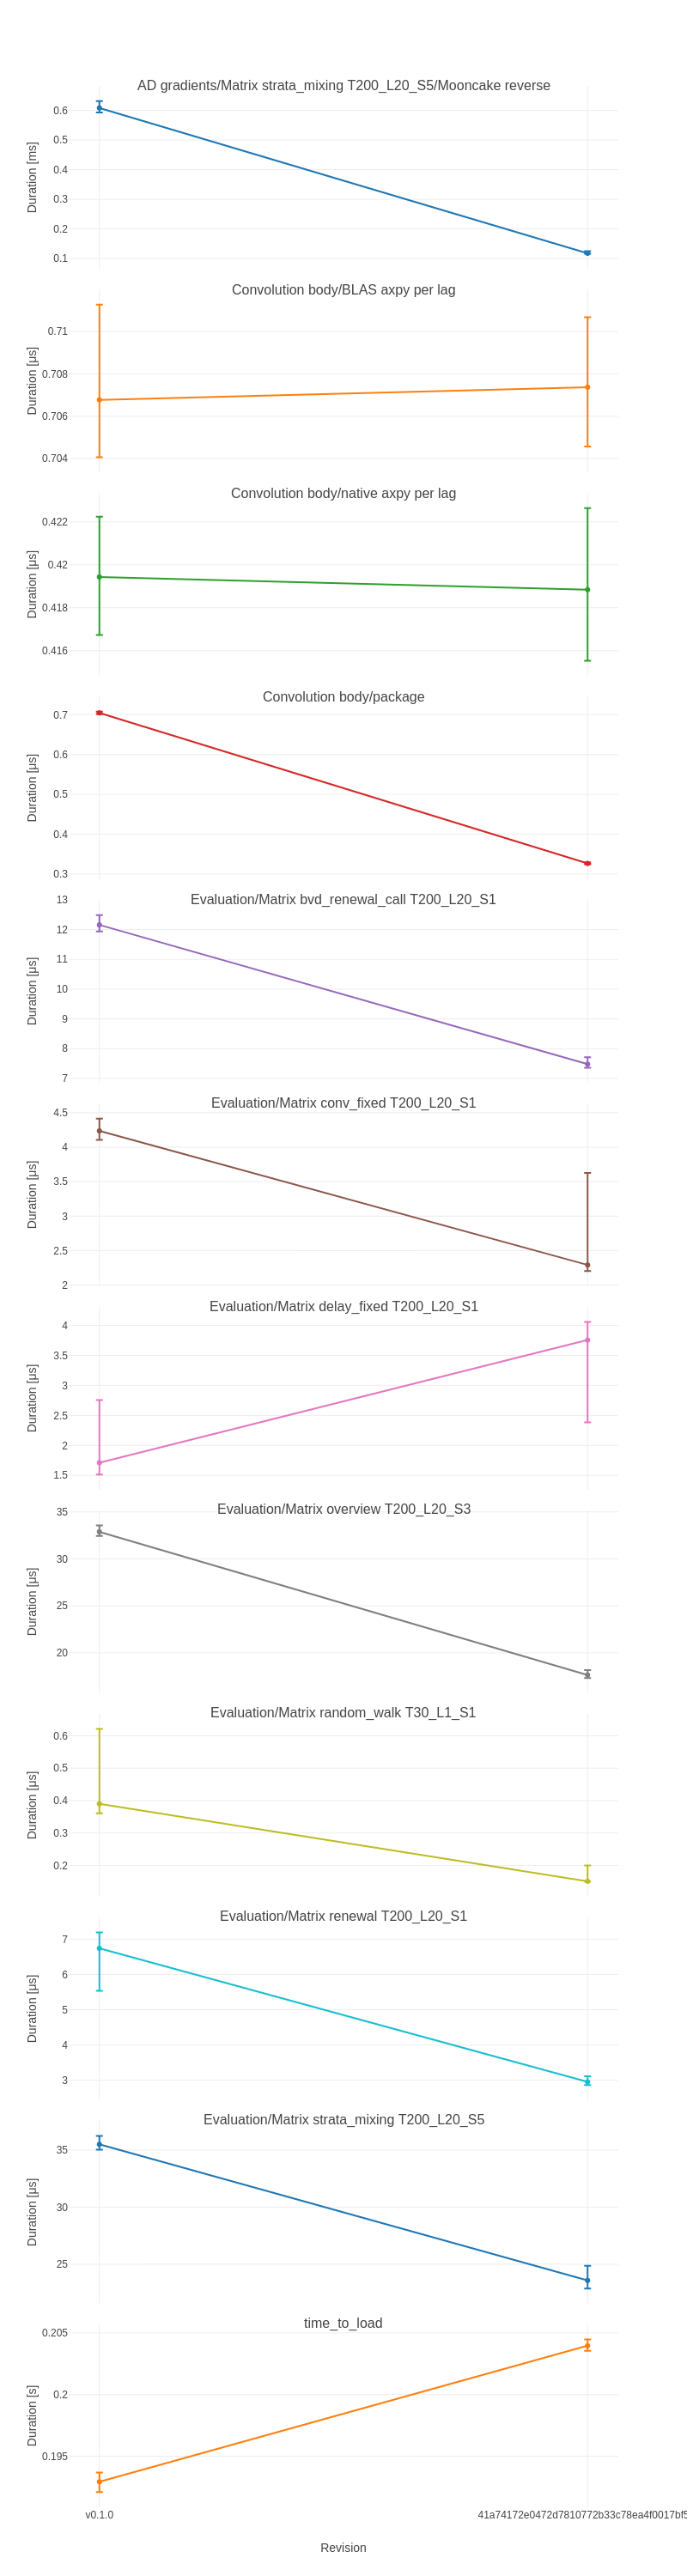 AD gradients/Matrix strata_mixing T200_L20_S5/Mooncake reverse
Duration [ms]
0.6
0.5
0.4
0.3
0.2
0.1
Convolution body/BLAS axpy per lag
Duration [μs]
0.71
0.708
0.706
0.704
Convolution body/native axpy per lag
Duration [μs]
0.422
0.42
0.418
0.416
Convolution body/package
Duration [μs]
0.7
0.6
0.5
0.4
0.3
Evaluation/Matrix bvd_renewal_call T200_L20_S1
Duration [μs]
13
12
11
10
9
8
7
Evaluation/Matrix conv_fixed T200_L20_S1
Duration [μs]
4.5
4
3.5
3
2.5
2
Evaluation/Matrix delay_fixed T200_L20_S1
Duration [μs]
4
3.5
3
2.5
2
1.5
Evaluation/Matrix overview T200_L20_S3
Duration [μs]
35
30
25
20
Evaluation/Matrix random_walk T30_L1_S1
Duration [μs]
0.6
0.5
0.4
0.3
0.2
Evaluation/Matrix renewal T200_L20_S1
Duration [μs]
7
6
5
4
3
Evaluation/Matrix strata_mixing T200_L20_S5
Duration [μs]
35
30
25
time_to_load
Duration [s]
0.205
0.2
0.195
v0.1.0
41a74172e0472d7810772b33c78ea4f0017bf5
Revision